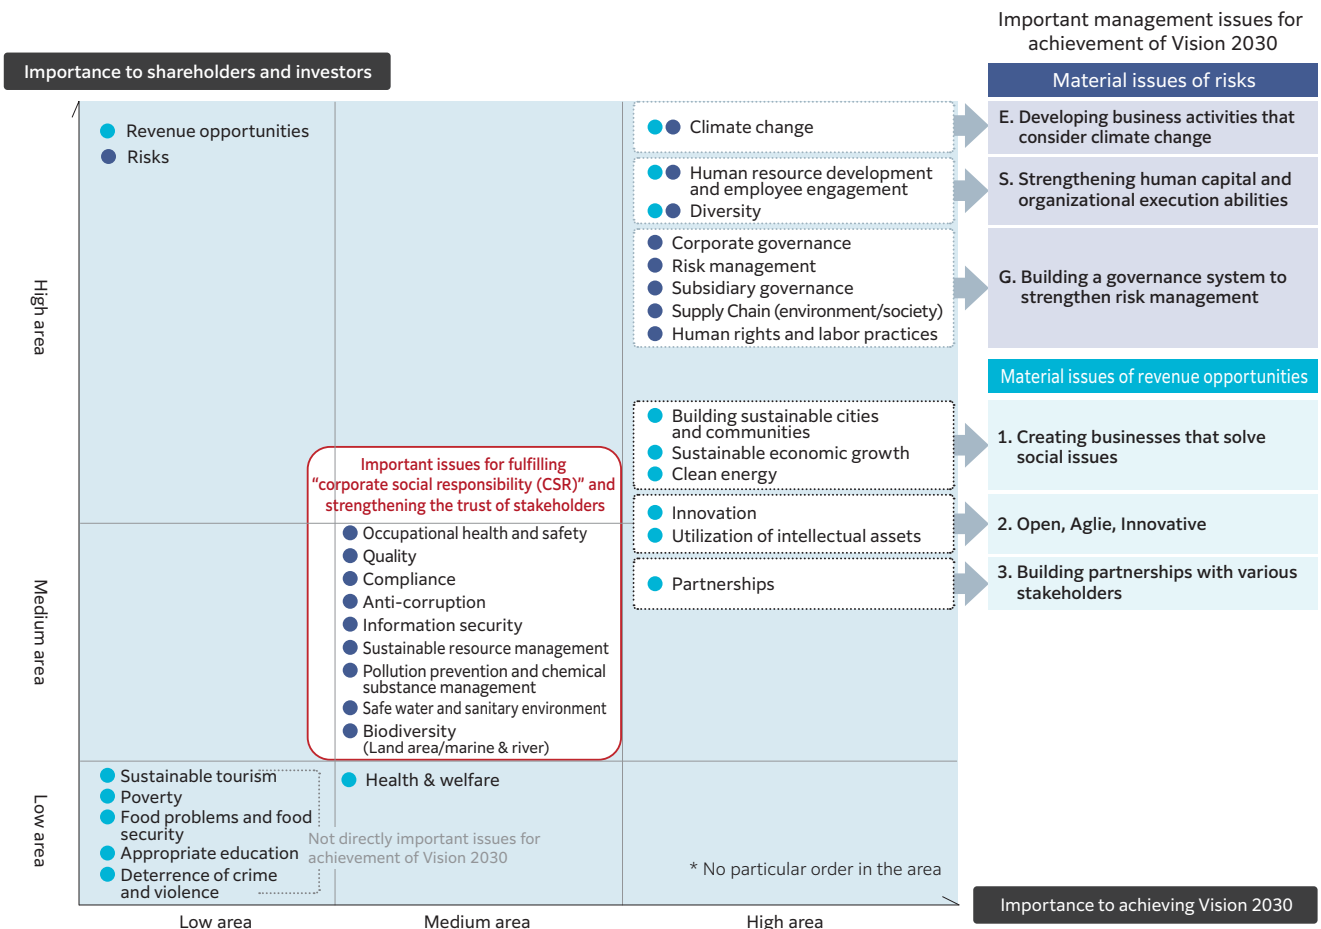 Important management issues for
achievement of Vision 2030
Importance to shareholders and investors
Material issues of risks
Revenue opportunities
Risks
Climate change
E. Developing business activities that
consider climate change
Human resource development
and employee engagement
Diversity
S. Strengthening human capital and
organizational execution abilities
Corporate governance
Risk management
Subsidiary governance
Supply Chain (environment/society)
Human rights and labor practices
G. Building a governance system to
strengthen risk management
High area
Material issues of revenue opportunities
Building sustainable cities
and communities
Sustainable economic growth
Clean energy
1. Creating businesses that solve
social issues
Innovation
Utilization of intellectual assets
2. Open, Aglie, Innovative
Partnerships
3. Building partnerships with various
stakeholders
Important issues for fulfilling
“corporate social responsibility (CSR)” and
strengthening the trust of stakeholders
Occupational health and safety
Quality
Compliance
Anti-corruption
Information security
Sustainable resource management
Pollution prevention and chemical
substance management
Safe water and sanitary environment
Biodiversity
(Land area/marine & river)
Medium area
Sustainable tourism
Poverty
Food problems and food
security
Appropriate education
Deterrence of crime
and violence
Health & welfare
Not directly important issues for
achievement of Vision 2030
Low area
* No particular order in the area
Importance to achieving Vision 2030
Low area
Medium area
High area